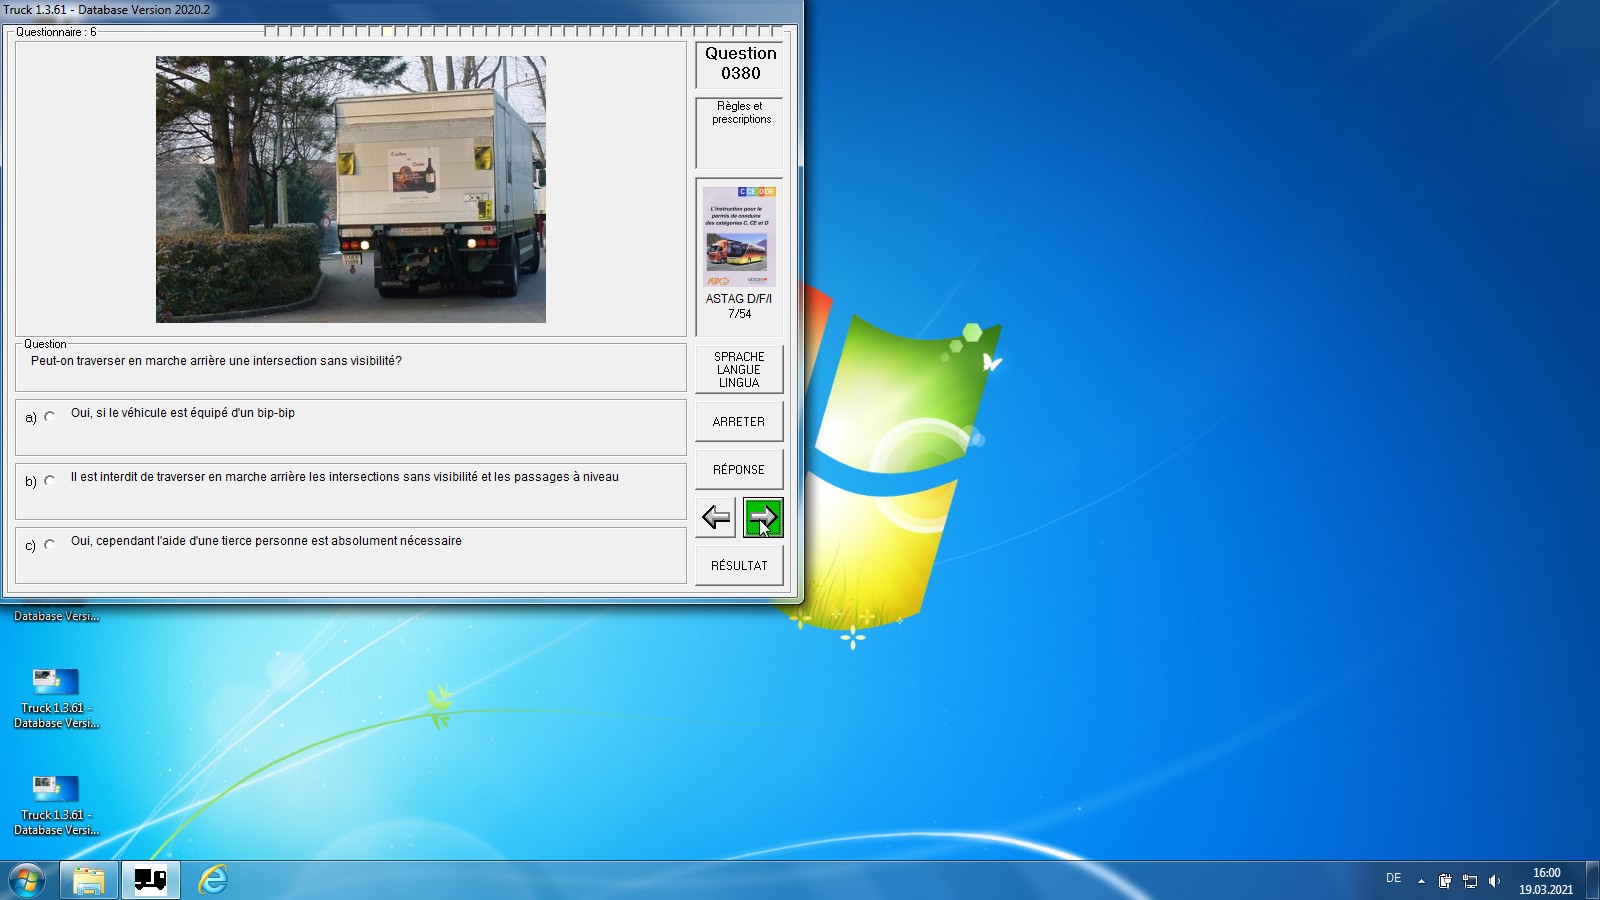 Truck 1.3.61 - Database Version 2020.2
Questionnaire : 6
Question
0380
Règles et
prescriptions
C CE D DE
L'instruction pour le
permis de conduire
des catégories C, CE et D
ASTAG D/F/I
7/54
Question
Peut-on traverser en marche arrière une intersection sans visibilité?
SPRACHE
LANGUE
LINGUA
a) Oui, si le véhicule est équipé d'un bip-bip
ARRETER
b) Il est interdit de traverser en marche arrière les intersections sans visibilité et les passages à niveau
RÉPONSE
c) Oui, cependant l'aide d'une tierce personne est absolument nécessaire
RÉSULTAT
Database Versi...
Truck 1.3.61 -
Database Versi...
Truck 1.3.61 -
Database Versi...
DE
16:00
19.03.2021